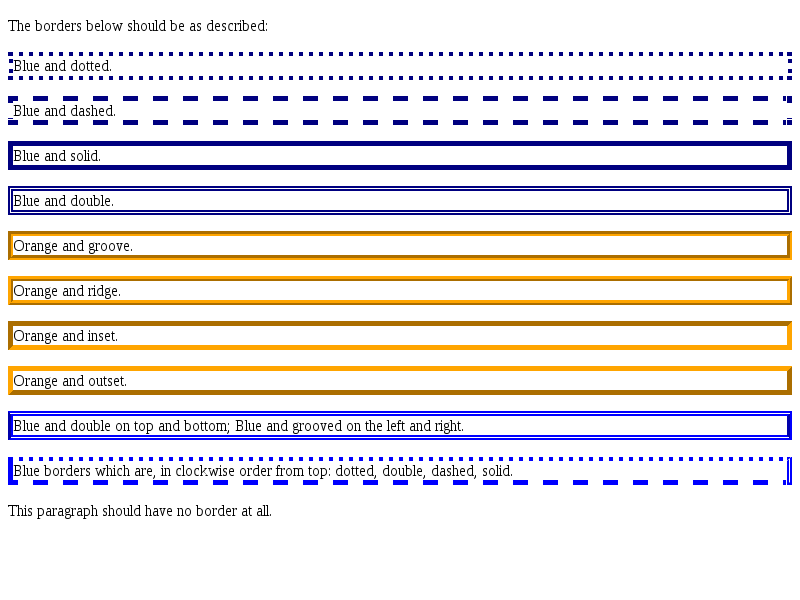 The borders below should be as described:
Blue and dotted.
Blue and dashed.
Blue and solid.
Blue and double.
Orange and groove.
Orange and ridge.
Orange and inset.
Orange and outset.
Blue and double on top and bottom; Blue and grooved on the left and right.
Blue borders which are, in clockwise order from top: dotted, double, dashed, solid.
This paragraph should have no border at all.